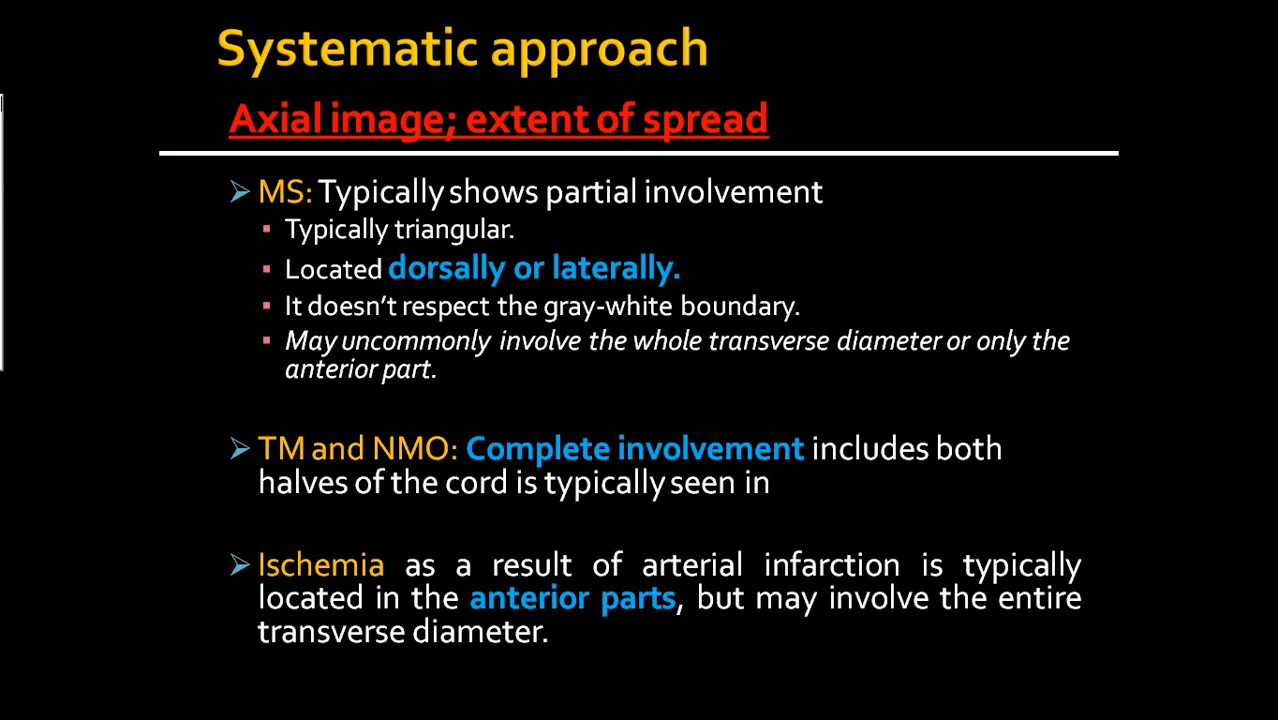 Systematic approach
Axial image; extent of spread
MS: Typically shows partial involvement
Typically triangular.
Located dorsally or laterally.
It doesn’t respect the gray-white boundary.
May uncommonly involve the whole transverse diameter or only the
anterior part.
TM and NMO: Complete involvement includes both
halves of the cord is typically seen in
Ischemia as a result of arterial infarction is typically
located in the anterior parts, but may involve the entire
transverse diameter.